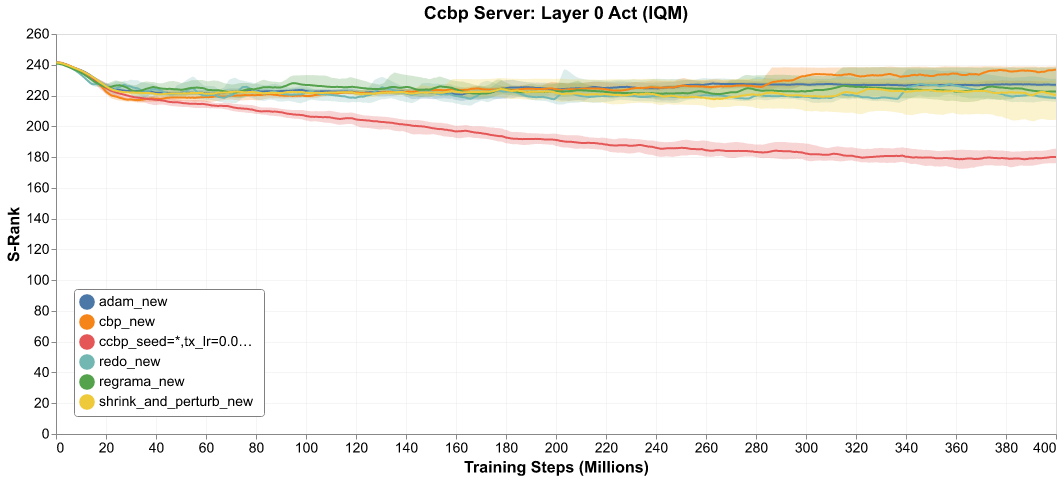 Ccbp Server: Layer 0 Act (IQM)
260
240
220
200
180
160
140
120
100
80
60
40
20
0
S-Rank
adam_new
cbp_new
ccbp_seed=*,tx_lr=0.0…
redo_new
regrama_new
shrink_and_perturb_new
0 20 40 60 80 100 120 140 160 180 200 220 240 260 280 300 320 340 360 380 400
Training Steps (Millions)